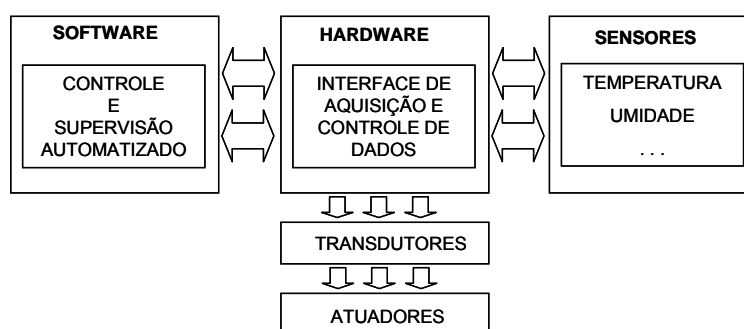 SOFTWARE
CONTROLE
E
SUPERVISÃO
AUTOMATIZADO
HARDWARE
INTERFACE DE
AQUISIÇÃO E
CONTROLE DE
DADOS
SENSORES
TEMPERATURA
UMIDADE
. . .
TRANSDUTORES
ATUADORES